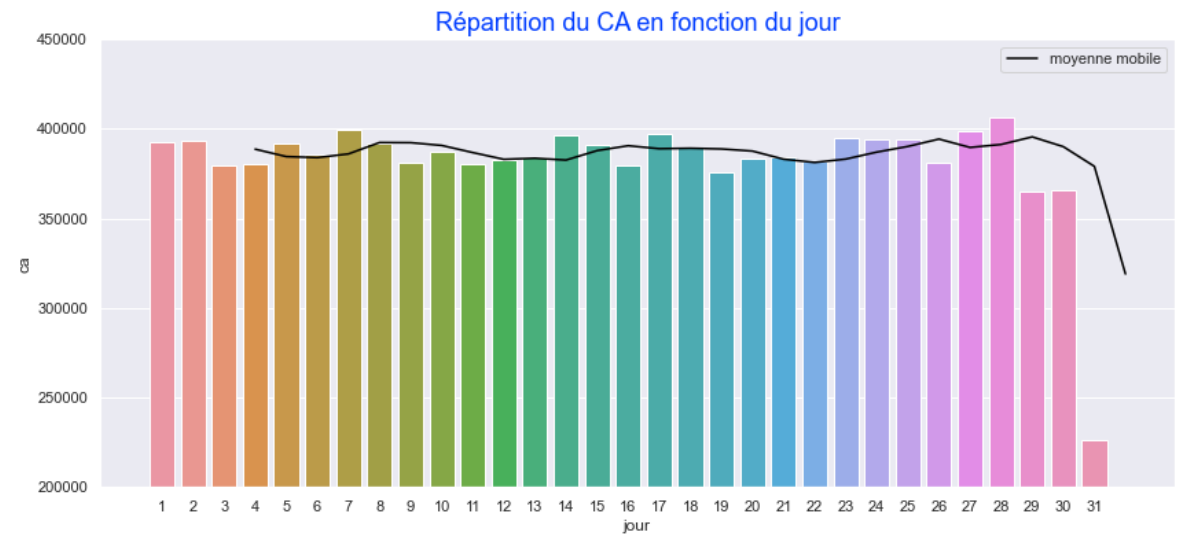 Répartition du CA en fonction du jour
450000
moyenne mobile
400000
350000
ca
300000
250000
200000
1 2 3 4 5 6 7 8 9 10 11 12 13 14 15 16 17 18 19 20 21 22 23 24 25 26 27 28 29 30 31
jour